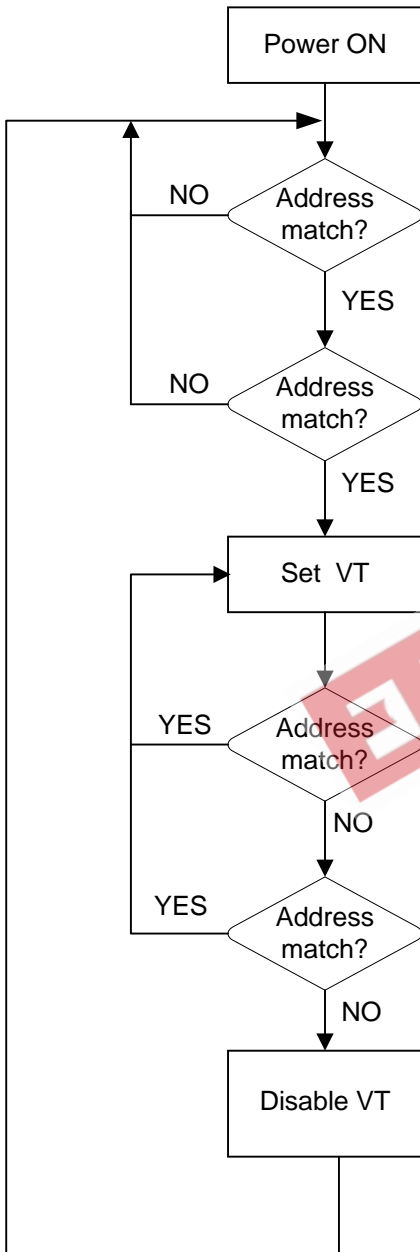 Power ON
NO
Address
match?
YES
NO
Address
match?
YES
Set VT
YES
Address
match?
NO
YES
Address
match?
NO
Disable VT